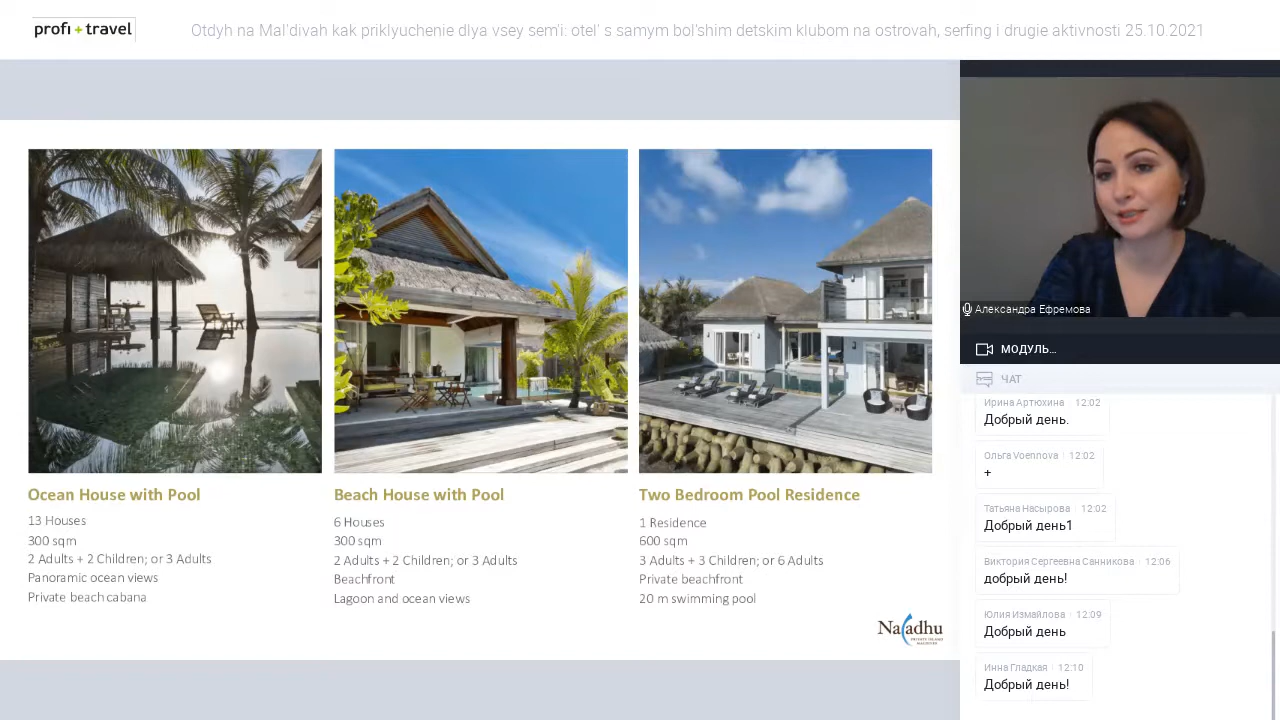 profi+travel
Otdyh na Mal'divah kak priklyuchenie dlya vsey sem'i: otel' s samym bol'shim detskim klubom na ostrovah, serfing i drugie aktivnosti 25.10.2021
Ocean House with Pool
13 Houses
300 sqm
2 Adults + 2 Children; or 3 Adults
Panoramic ocean views
Private beach cabana
Beach House with Pool
6 Houses
300 sqm
2 Adults + 2 Children; or 3 Adults
Beachfront
Lagoon and ocean views
Two Bedroom Pool Residence
1 Residence
600 sqm
3 Adults + 3 Children, or 6 Adults
Private beachfront
20 m swimming pool
Naladhu
PRIVATE ISLAND
MALDIVES
Александра Ефремова
МОДУЛЬ...
ЧАТ
Ирина Артюхина 12:02
Добрый день.
Ольга Voennova 12:02
+
Татьяна Насырова 12:02
Добрый день1
Виктория Сергеевна Санникова 12:06
добрый день!
Юлия Измайлова 12:09
Добрый день
Инна Гладкая 12:10
Добрый день!